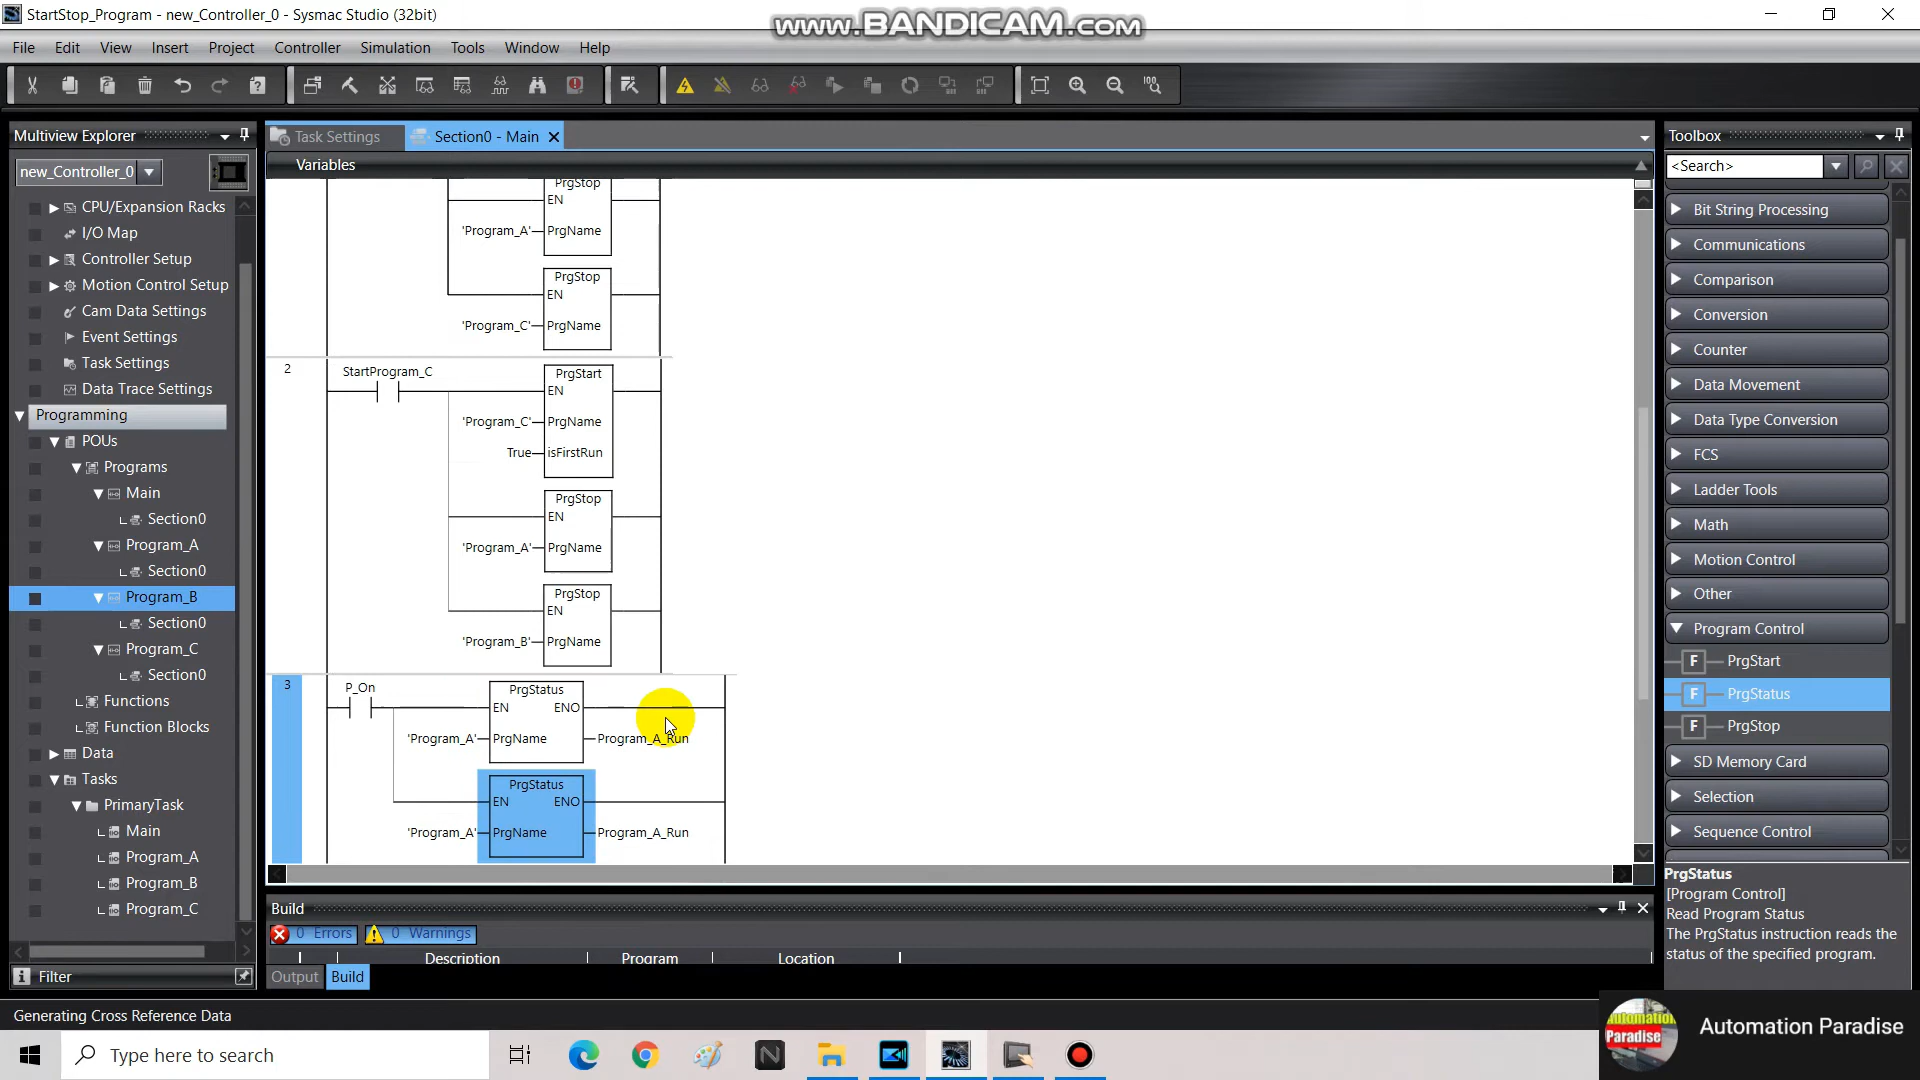 StartStop_Program - new_Controller_0 - Sysmac Studio (32bit)
www.BANDICAM.com
File Edit View Insert Project Controller Simulation Tools Window Help
Multiview Explorer
new_Controller_0
CPU/Expansion Racks
I/O Map
Controller Setup
Motion Control Setup
Cam Data Settings
Event Settings
Task Settings
Data Trace Settings
Programming
POUs
Programs
Main
Section0
Program_A
Section0
Program_B
Section0
Program_C
Section0
Functions
Function Blocks
Data
Tasks
PrimaryTask
Main
Program_A
Program_B
Program_C
Filter
Task Settings
Section0 - Main
Variables
PrgStop
EN
'Program_A' PrgName
PrgStop
EN
'Program_C' PrgName
2
StartProgram_C
PrgStart
EN
'Program_C' PrgName
True isFirstRun
PrgStop
EN
'Program_A' PrgName
PrgStop
EN
'Program_B' PrgName
3
P_On
PrgStatus
EN ENO
'Program_A' PrgName Program_A_Run
PrgStatus
EN ENO
'Program_A' PrgName Program_A_Run
Build
0 Errors 0 Warnings
Description Program Location
Output Build
Toolbox
<Search>
Bit String Processing
Communications
Comparison
Conversion
Counter
Data Movement
Data Type Conversion
FCS
Ladder Tools
Math
Motion Control
Other
Program Control
F PrgStart
F PrgStatus
F PrgStop
SD Memory Card
Selection
Sequence Control
PrgStatus
[Program Control]
Read Program Status
The PrgStatus instruction reads the
status of the specified program.
Generating Cross Reference Data
Type here to search
Automation
Paradise
Automation Paradise